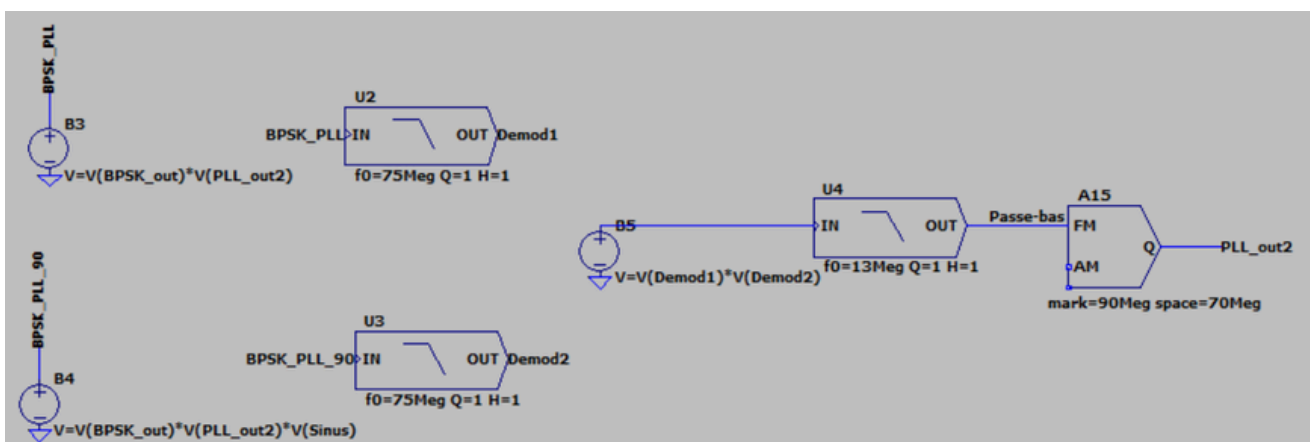 BPSK_PLL
B3
V=V(BPSK_out)*V(PLL_out2)
U2
BPSK_PLL IN OUT Demod1
f0=75Meg Q=1 H=1
BPSK_PLL_90
B4
V=V(BPSK_out)*V(PLL_out2)*V(Sinus)
U3
BPSK_PLL_90 IN OUT Demod2
f0=75Meg Q=1 H=1
B5
V=V(Demod1)*V(Demod2)
U4
IN OUT
f0=13Meg Q=1 H=1
Passe-bas
A15
FM
AM
Q
PLL_out2
mark=90Meg space=70Meg